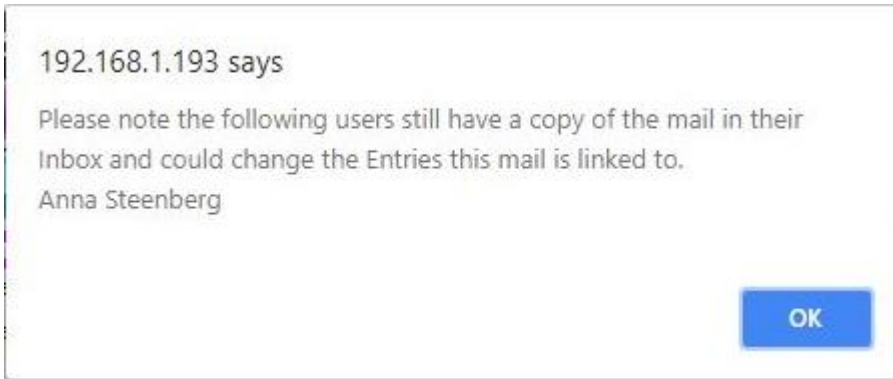 192.168.1.193 says
Please note the following users still have a copy of the mail in their
Inbox and could change the Entries this mail is linked to.
Anna Steenberg
OK